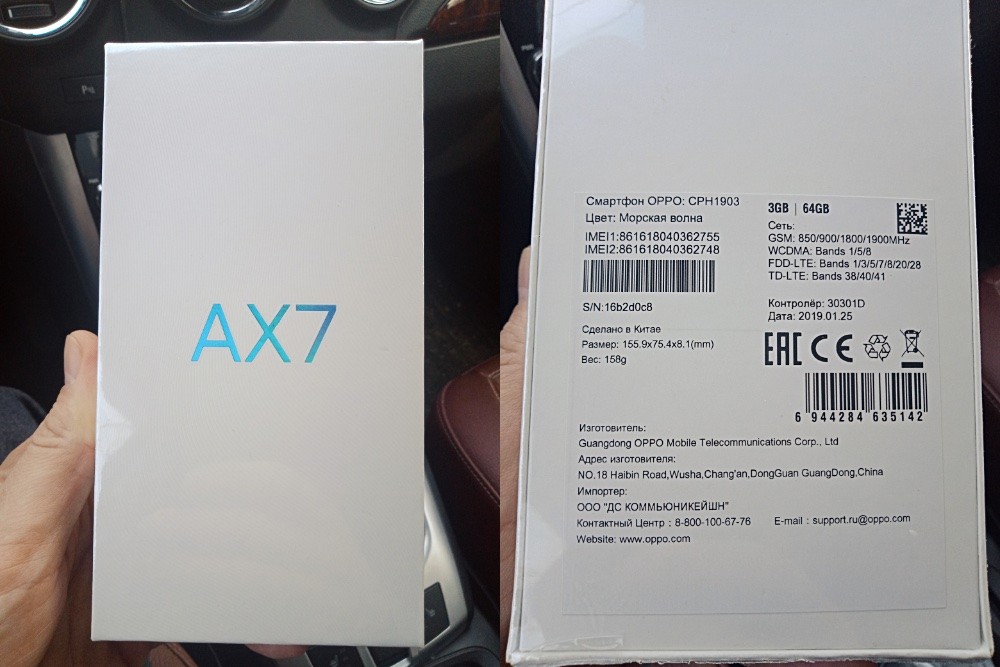 AX7
Смартфон OPPO: CPH1903
Цвет: Морская волна
IMEI1:861618040362755
IMEI2:861618040362748
S/N:16b2d0c8
Сделано в Китае
Размер: 155.9x75.4x8.1(mm)
Вес: 158g
3GB | 64GB
Сеть:
GSM: 850/900/1800/1900MHz
WCDMA: Bands 1/5/8
FDD-LTE: Bands 1/3/5/7/8/20/28
TD-LTE: Bands 38/40/41
Контролёр: 30301D
Дата: 2019.01.25
EAC CE
6 944284 635142
Изготовитель:
Guangdong OPPO Mobile Telecommunications Corp., Ltd
Адрес изготовителя:
NO.18 Haibin Road,Wusha,Chang'an,DongGuan GuangDong,China
Импортер:
ООО "ДС КОММЬЮНИКЕЙШН"
Контактный Центр : 8-800-100-67-76 E-mail : support.ru@oppo.com
Website: www.oppo.com